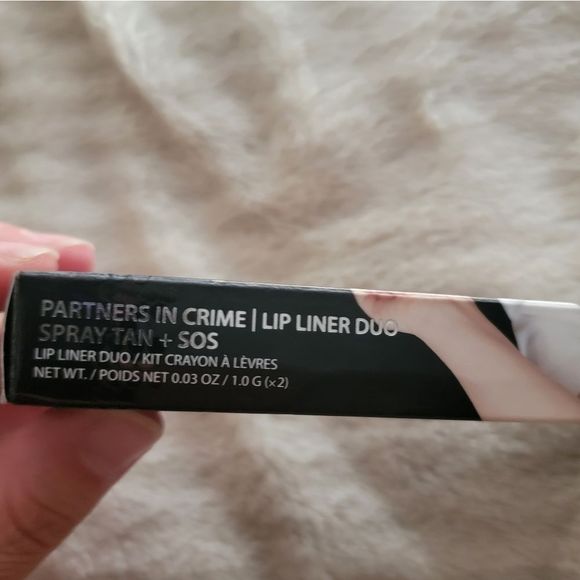 PARTNERS IN CRIME | LIP LINER DUO
SPRAY TAN + SOS
LIP LINER DUO / KIT CRAYON À LÈVRES
NET WT. / POIDS NET 0.03 OZ / 1.0 G (×2)